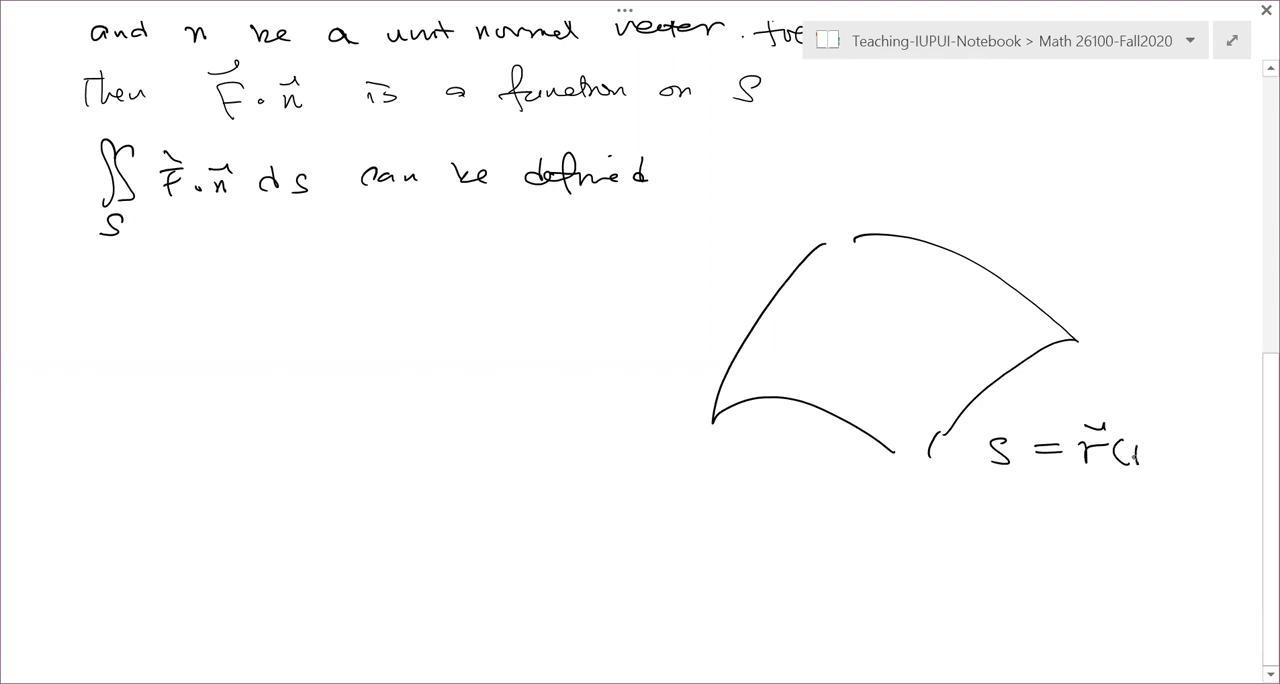 and n be a unit normal vector.
Teaching-IUPUI-Notebook > Math 26100-Fall2020
Then F⃗ · n⃗ is a function on S
∬_S F⃗ · n⃗ dS can be defined
S = r⃗(